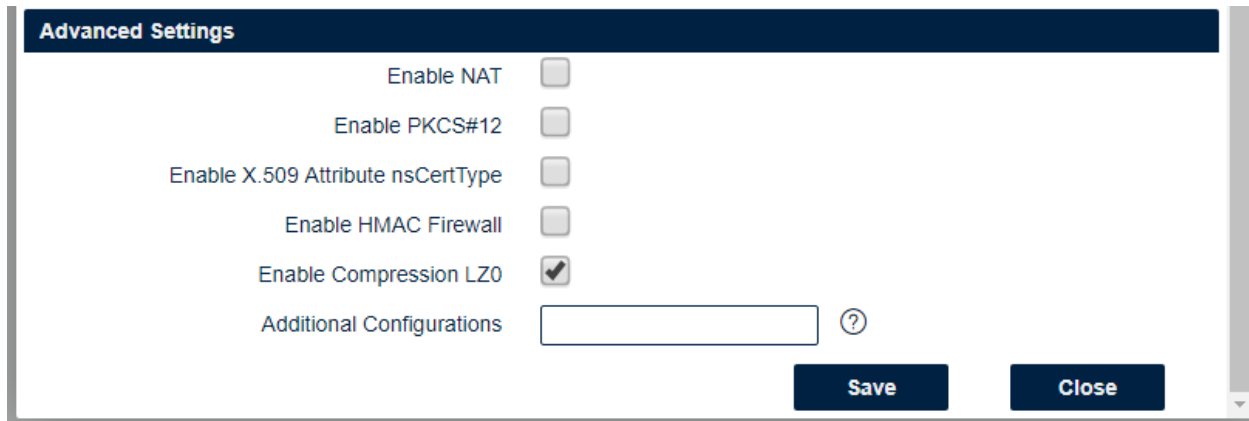 Advanced Settings
Enable NAT
Enable PKCS#12
Enable X.509 Attribute nsCertType
Enable HMAC Firewall
Enable Compression LZ0
Additional Configurations ?
Save Close